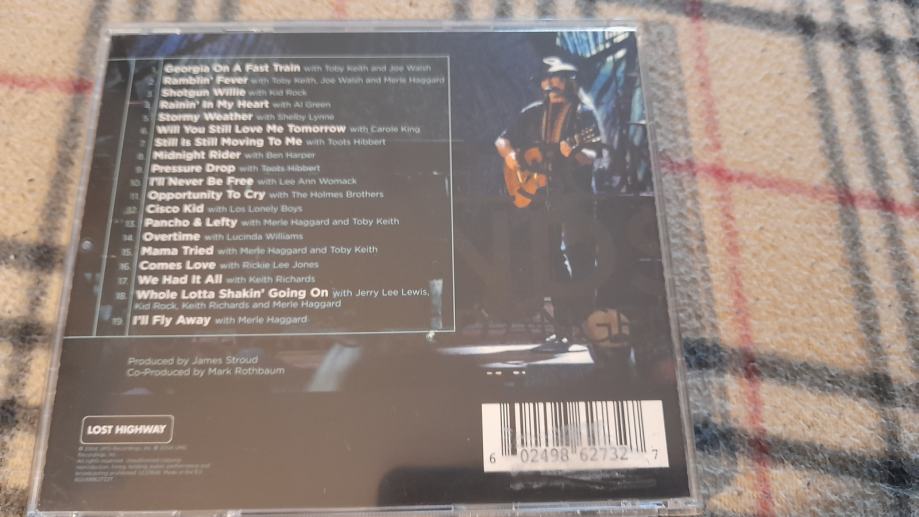 1. Georgia On A Fast Train with Toby Keith and Joe Walsh
2. Ramblin' Fever with Toby Keith, Joe Walsh and Merle Haggard
3. Shotgun Willie with Kid Rock
4. Rainin' In My Heart with Al Green
5. Stormy Weather with Shelby Lynne
6. Will You Still Love Me Tomorrow with Carole King
7. Still Is Still Moving To Me with Toots Hibbert
8. Midnight Rider with Ben Harper
9. Pressure Drop with Toots Hibbert
10. I'll Never Be Free with Lee Ann Womack
11. Opportunity To Cry with The Holmes Brothers
12. Cisco Kid with Los Lonely Boys
13. Pancho & Lefty with Merle Haggard and Toby Keith
14. Overtime with Lucinda Williams
15. Mama Tried with Merle Haggard and Toby Keith
16. Comes Love with Rickie Lee Jones
17. We Had It All with Keith Richards
18. Whole Lotta Shakin' Going On with Jerry Lee Lewis,
Kid Rock, Keith Richards and Merle Haggard
19. I'll Fly Away with Merle Haggard
Produced by James Stroud
Co-Produced by Mark Rothbaum
LOST HIGHWAY
6 02498 62732 7